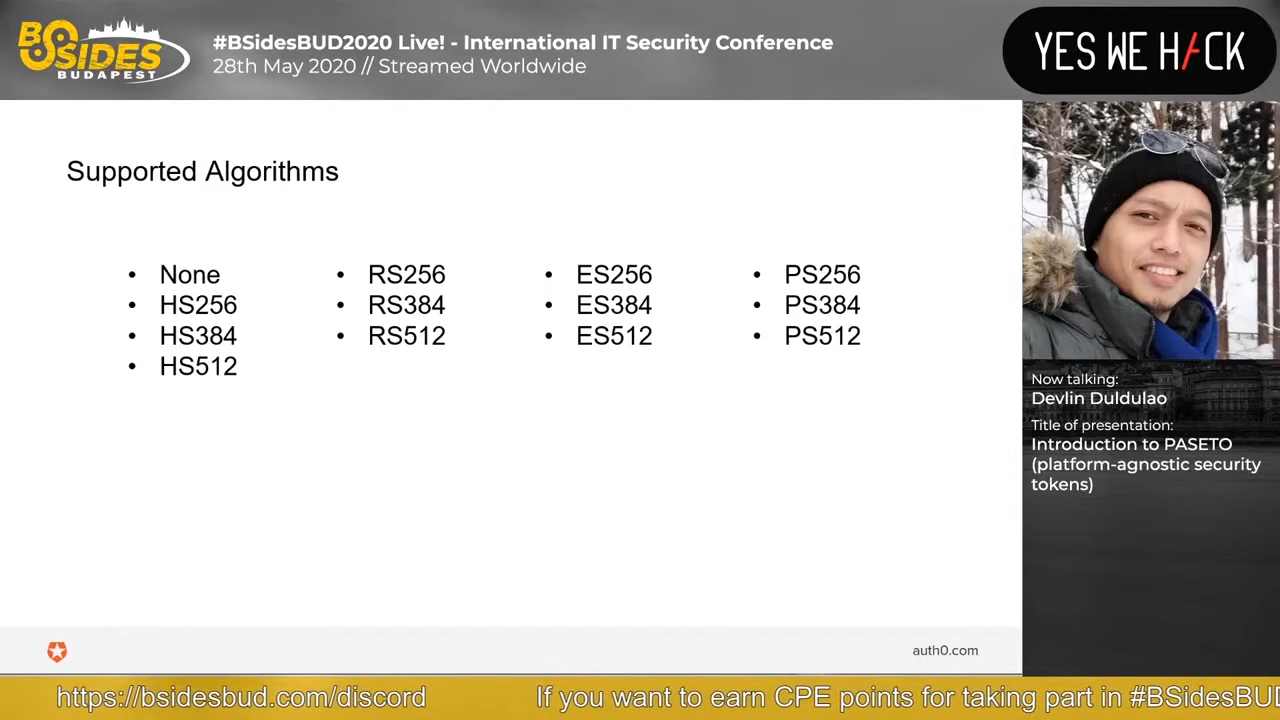 BSIDES
BUDAPEST
#BSidesBUD2020 Live! - International IT Security Conference
28th May 2020 // Streamed Worldwide
YES WE H/CK
Supported Algorithms
• None
• HS256
• HS384
• HS512
• RS256
• RS384
• RS512
• ES256
• ES384
• ES512
• PS256
• PS384
• PS512
Now talking:
Devlin Duldulao
Title of presentation:
Introduction to PASETO
(platform-agnostic security
tokens)
auth0.com
https://bsidesbud.com/discord
If you want to earn CPE points for taking part in #BSidesBUD